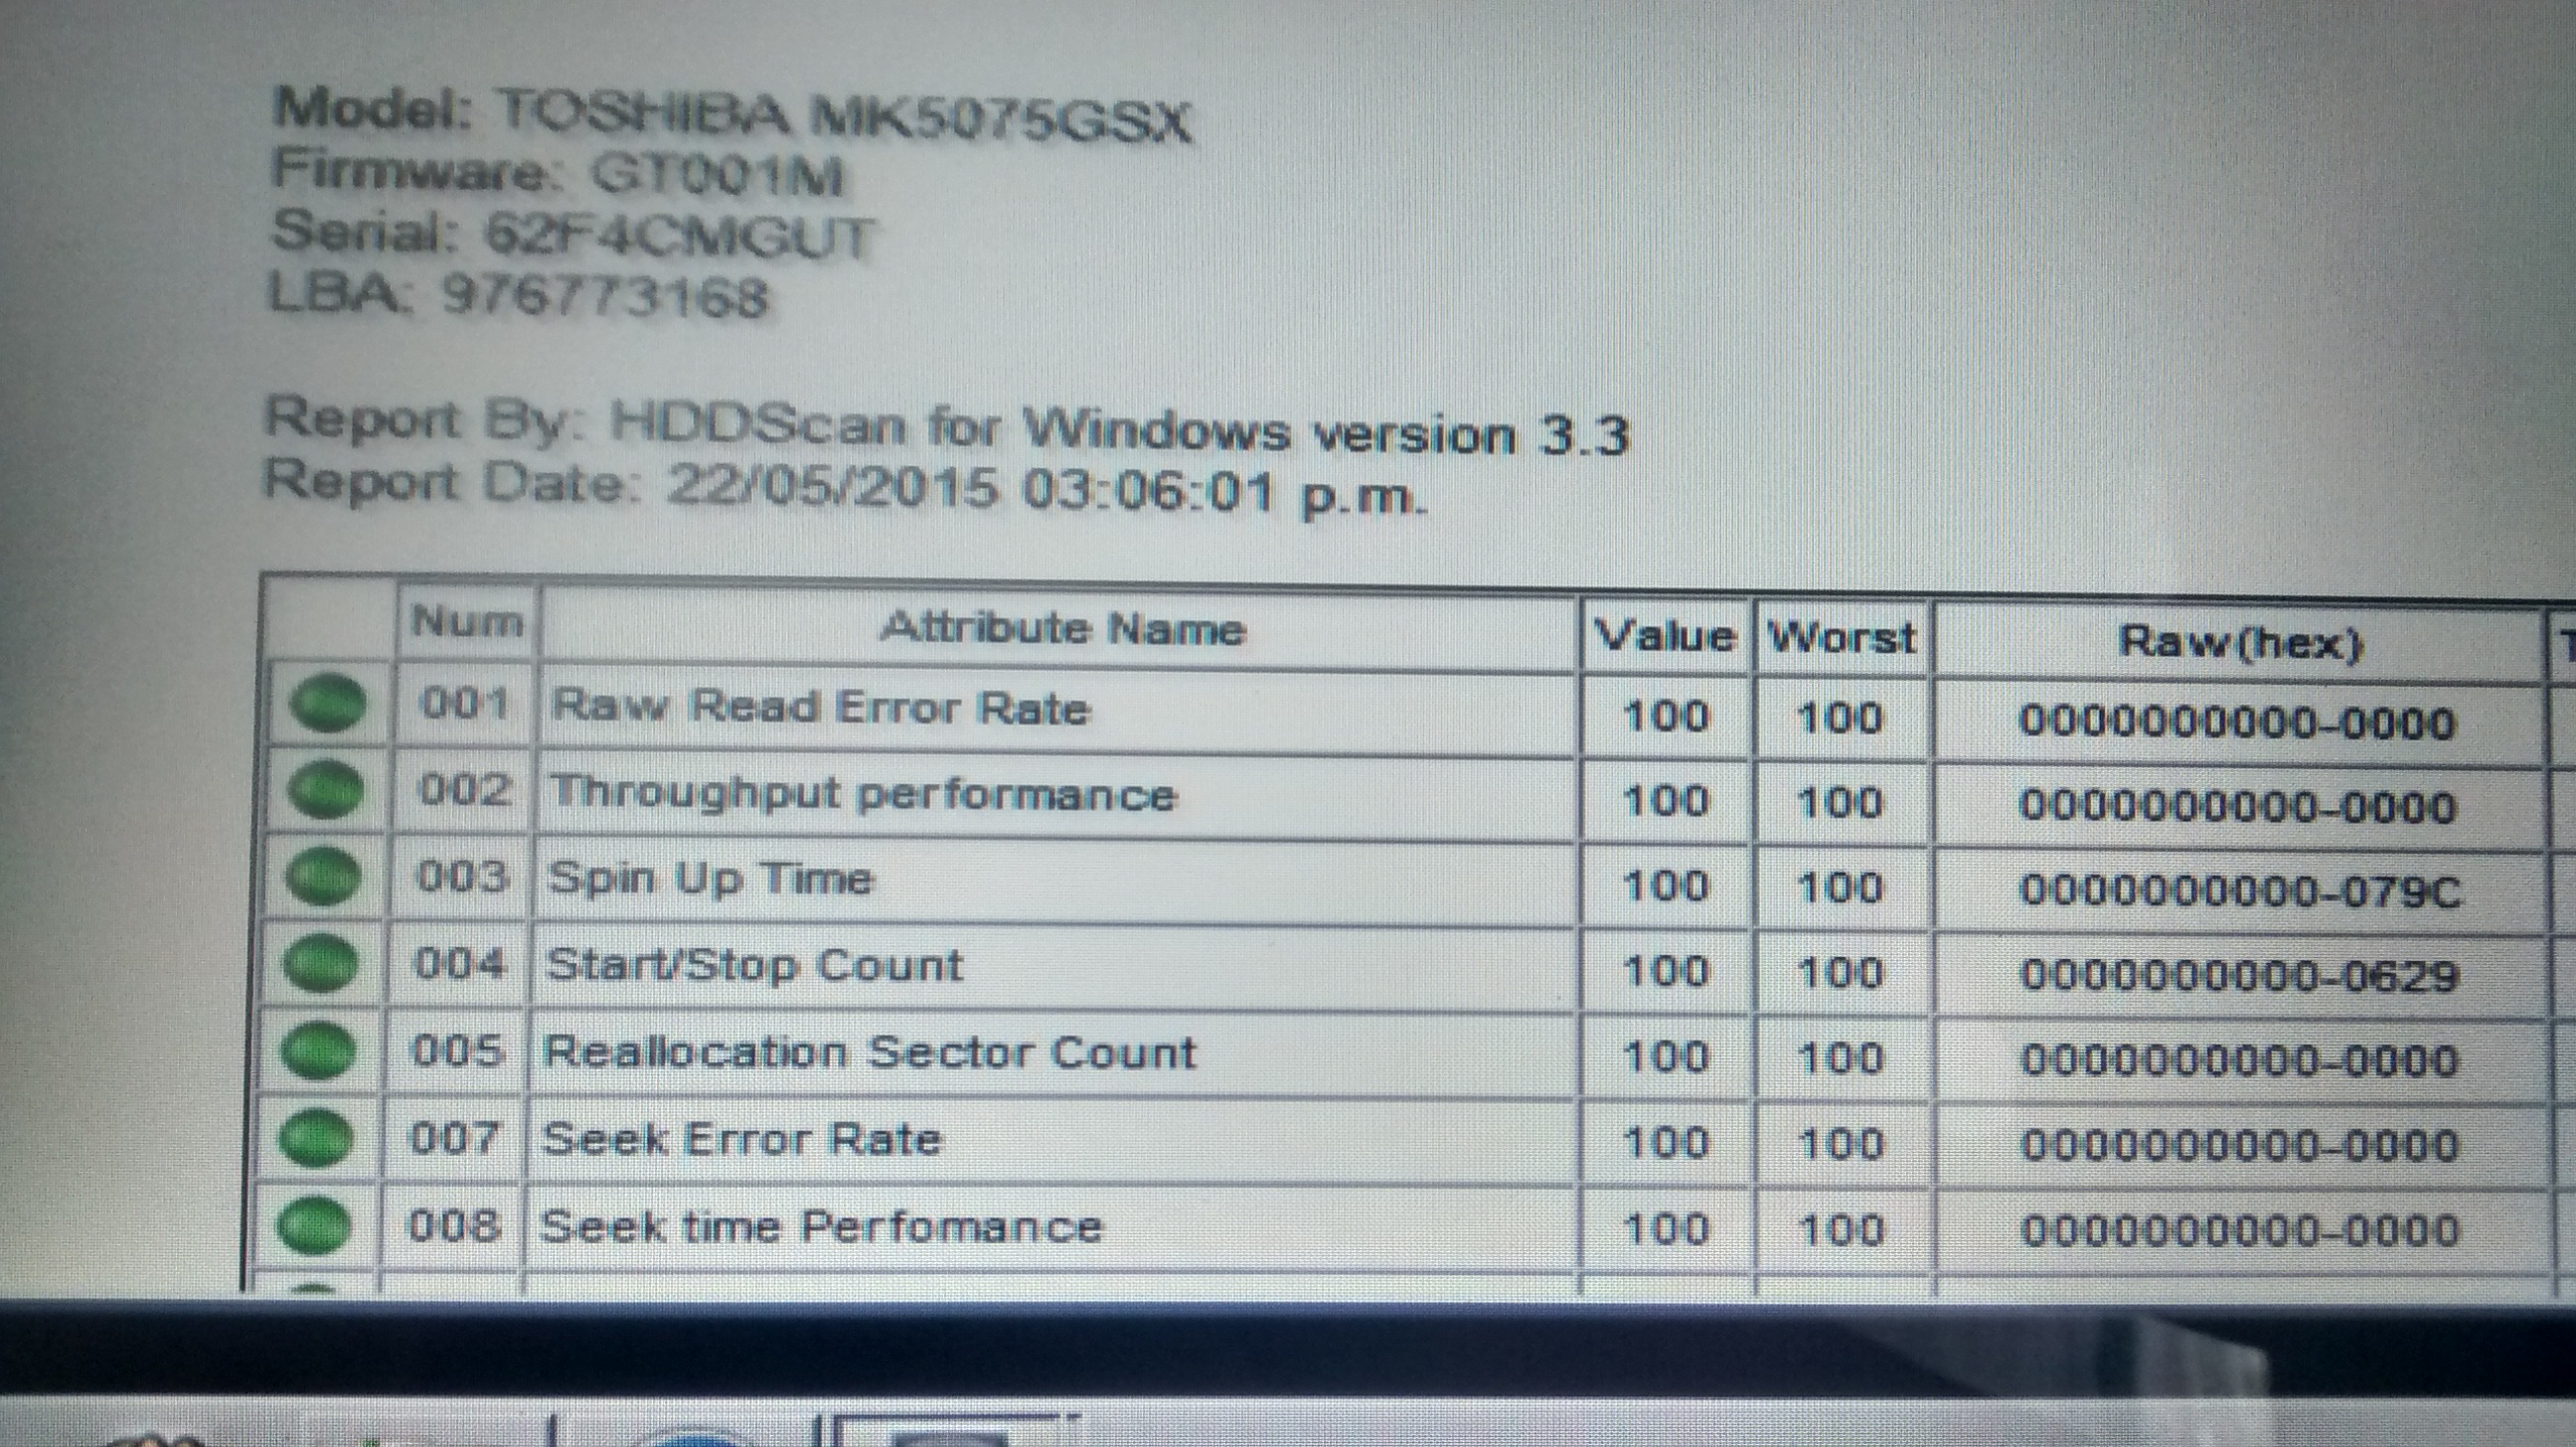 Model: TOSHIBA MK5075GSX
Firmware: GT001M
Serial: 62F4CMGUT
LBA: 976773168
Report By: HDDScan for Windows version 3.3
Report Date: 22/05/2015 03:06:01 p.m.
Num Attribute Name Value Worst Raw(hex) T
001 Raw Read Error Rate 100 100 0000000000-0000
002 Throughput performance 100 100 0000000000-0000
003 Spin Up Time 100 100 0000000000-079C
004 Start/Stop Count 100 100 0000000000-0629
005 Reallocation Sector Count 100 100 0000000000-0000
007 Seek Error Rate 100 100 0000000000-0000
008 Seek time Perfomance 100 100 0000000000-0000